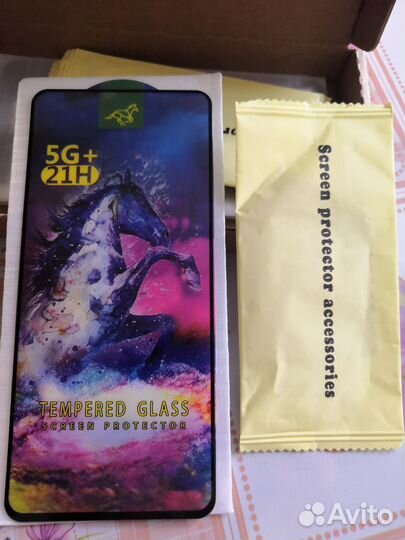 5G+
21H
TEMPERED GLASS
SCREEN PROTECTOR
Screen protector accessories
Avito